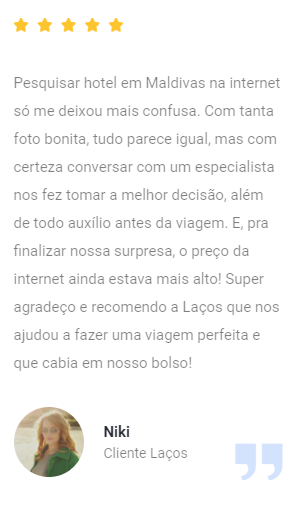 Pesquisar hotel em Maldivas na internet
só me deixou mais confusa. Com tanta
foto bonita, tudo parece igual, mas com
certeza conversar com um especialista
nos fez tomar a melhor decisão, além
de todo auxílio antes da viagem. E, pra
finalizar nossa surpresa, o preço da
internet ainda estava mais alto! Super
agradeço e recomendo a Laços que nos
ajudou a fazer uma viagem perfeita e
que cabia em nosso bolso!
Niki
Cliente Laços